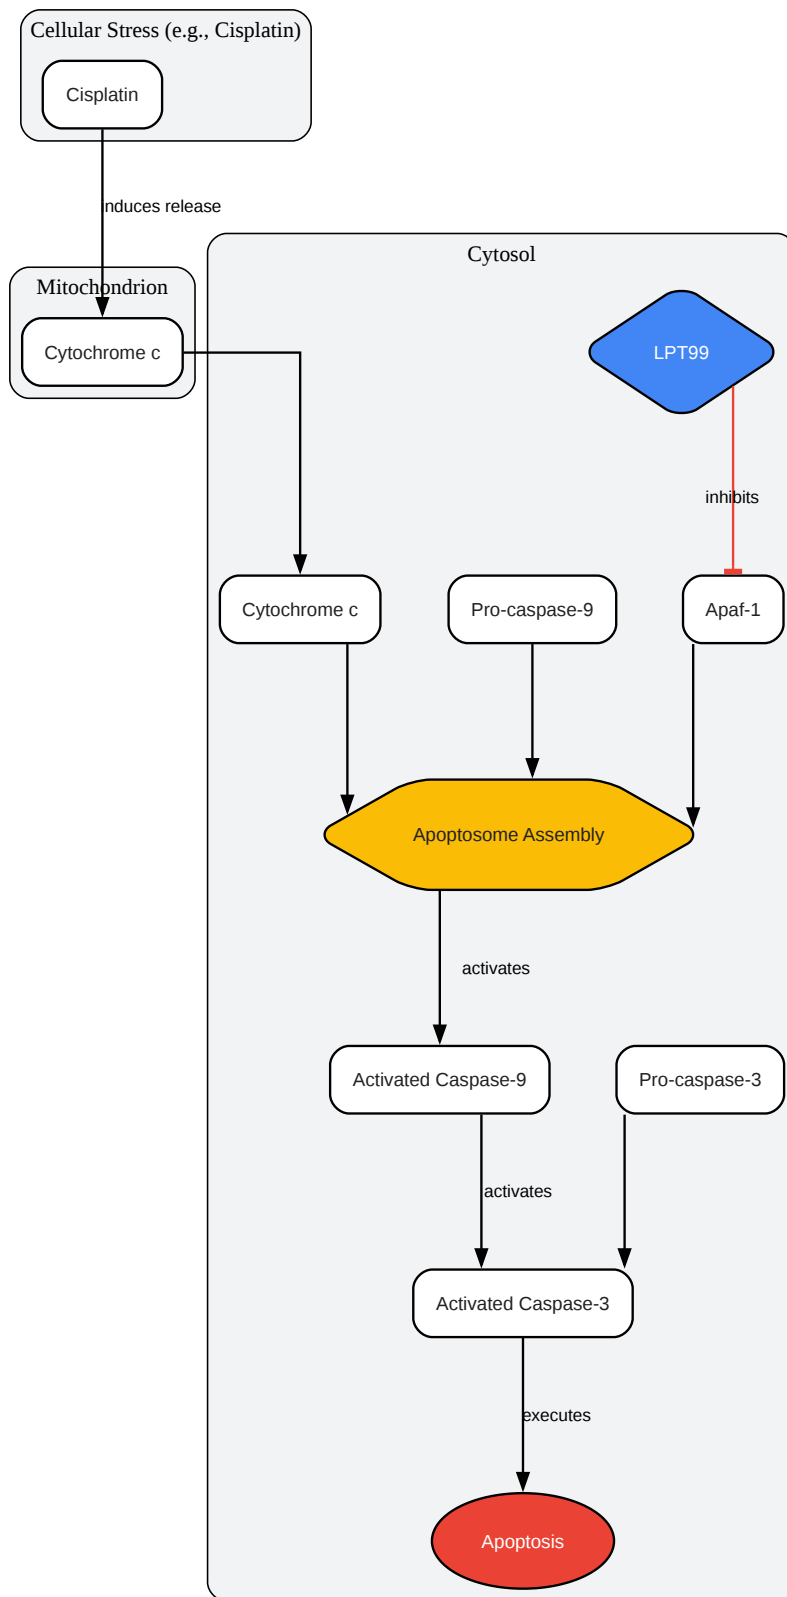 Cellular Stress (e.g., Cisplatin)
Cisplatin
induces release
Mitochondrion
Cytochrome c
Cytosol
LPT99
inhibits
Cytochrome c
Pro-caspase-9
Apaf-1
Apoptosome Assembly
activates
Activated Caspase-9
Pro-caspase-3
activates
Activated Caspase-3
executes
Apoptosis